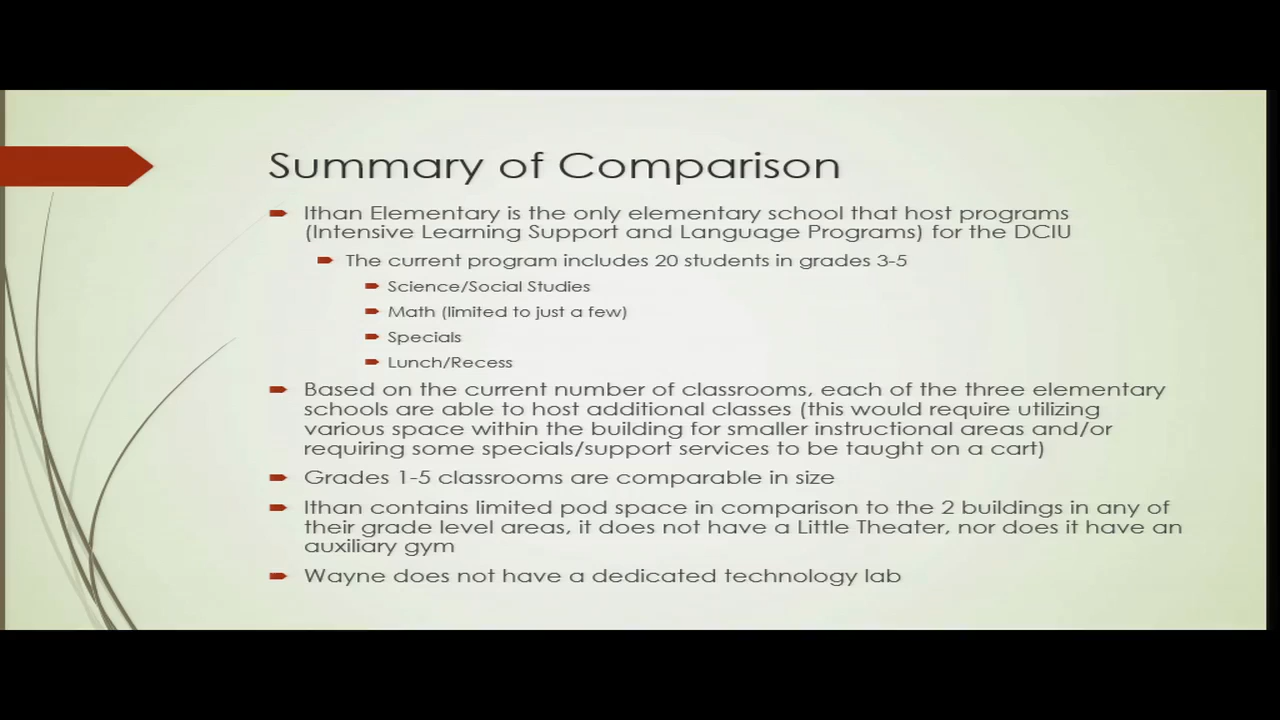 Summary of Comparison
Ithan Elementary is the only elementary school that host programs
(Intensive Learning Support and Language Programs) for the DCIU
The current program includes 20 students in grades 3-5
Science/Social Studies
Math (limited to just a few)
Specials
Lunch/Recess
Based on the current number of classrooms, each of the three elementary
schools are able to host additional classes (this would require utilizing
various space within the building for smaller instructional areas and/or
requiring some specials/support services to be taught on a cart)
Grades 1-5 classrooms are comparable in size
Ithan contains limited pod space in comparison to the 2 buildings in any of
their grade level areas, it does not have a Little Theater, nor does it have an
auxiliary gym
Wayne does not have a dedicated technology lab